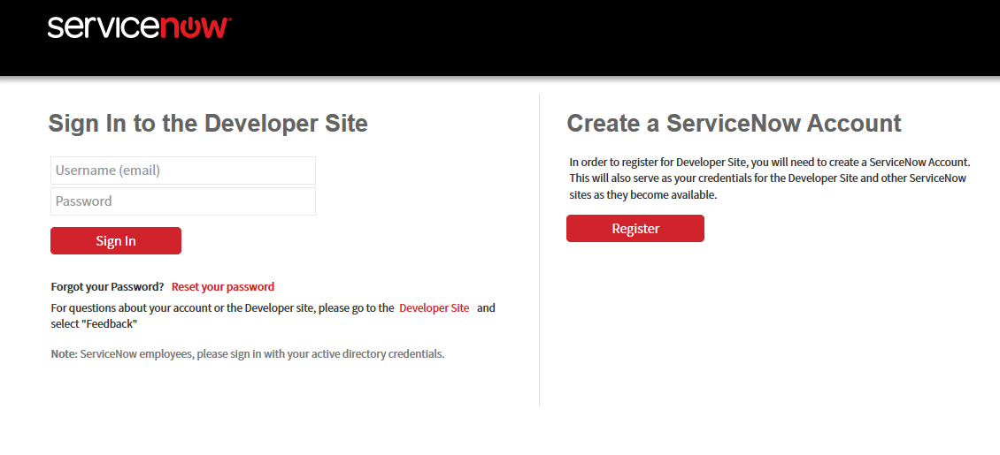 servicenow
Sign In to the Developer Site
Username (email)
Password
Sign In
Forgot your Password? Reset your password
For questions about your account or the Developer site, please go to the Developer Site and
select "Feedback"
Note: ServiceNow employees, please sign in with your active directory credentials.
Create a ServiceNow Account
In order to register for Developer Site, you will need to create a ServiceNow Account.
This will also serve as your credentials for the Developer Site and other ServiceNow
sites as they become available.
Register